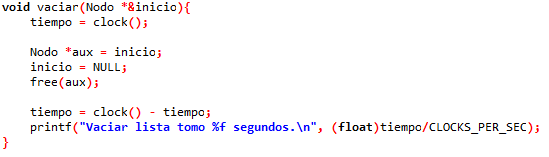 void vaciar(Nodo *&inicio){
    tiempo = clock();

    Nodo *aux = inicio;
    inicio = NULL;
    free(aux);

    tiempo = clock() - tiempo;
    printf("Vaciar lista tomo %f segundos.\n", (float)tiempo/CLOCKS_PER_SEC);
}